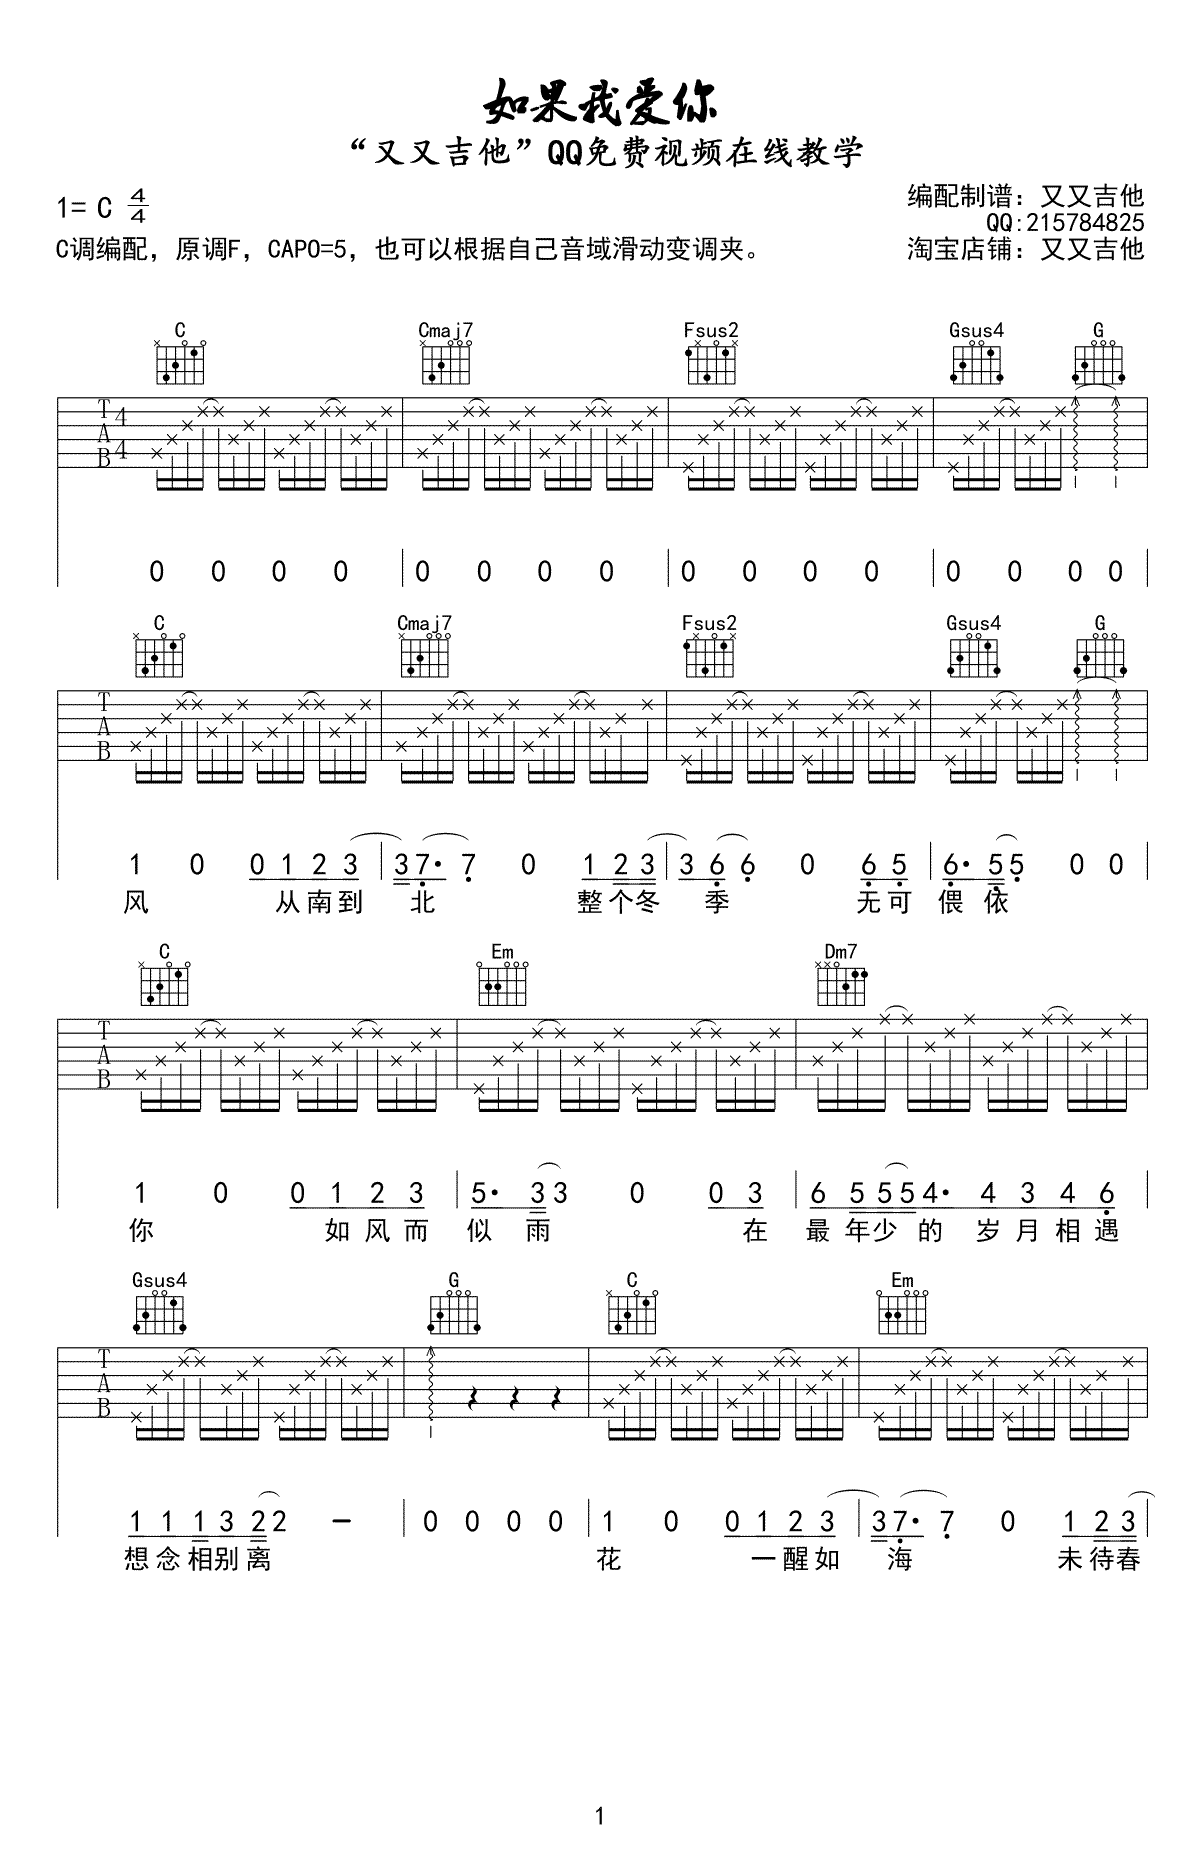 如果我爱你
“又又吉他”QQ免费视频在线教学
1= C 4/4
编配制谱：又又吉他
QQ:215784825
C调编配，原调F，CAPO=5，也可以根据自己音域滑动变调夹。
淘宝店铺：又又吉他
C Cmaj7 Fsus2 Gsus4 G
T A B 4 4
0 0 0 0 0 0 0 0 0 0 0 0 0 0 0 0
C Cmaj7 Fsus2 Gsus4 G
T A B
1 0 0 1 2 3 3 7· 7 0 1 2 3 3 6 6 0 6 5 6· 5 5 0 0
风 从南到 北 整个冬 季 无可 偎 依
C Em Dm7
T A B
1 0 0 1 2 3 5· 3 3 0 0 3 6 5 5 5 4· 4 3 4 6
你 如风而 似 雨 在 最年少的 岁月相遇
Gsus4 G C Em
T A B
1 1 1 3 2 2 – 0 0 0 0 1 0 0 1 2 3 3 7· 7 0 1 2 3
想念相别离 花 一醒如 海 未待春
1